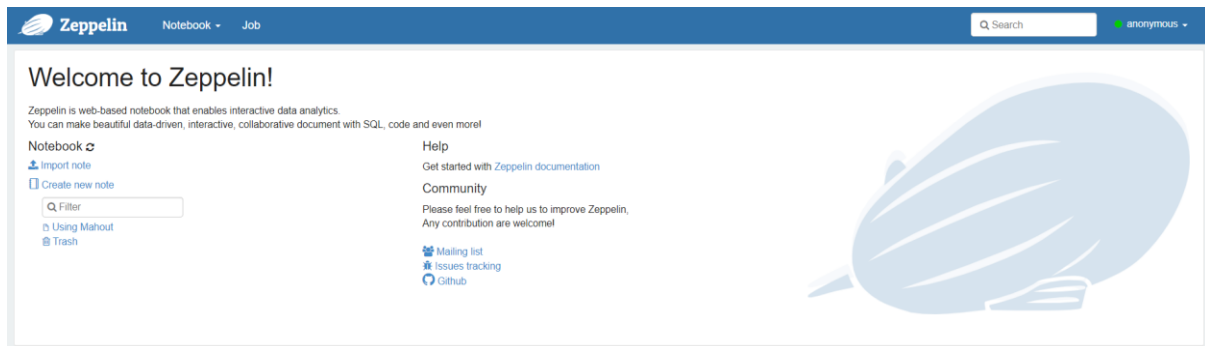 Zeppelin Notebook Job Search anonymous
Welcome to Zeppelin!
Zeppelin is web-based notebook that enables interactive data analytics.
You can make beautiful data-driven, interactive, collaborative document with SQL, code and even more!
Notebook
Import note
Create new note
Filter
Using Mahout
Trash
Help
Get started with Zeppelin documentation
Community
Please feel free to help us to improve Zeppelin,
Any contribution are welcome!
Mailing list
Issues tracking
Github